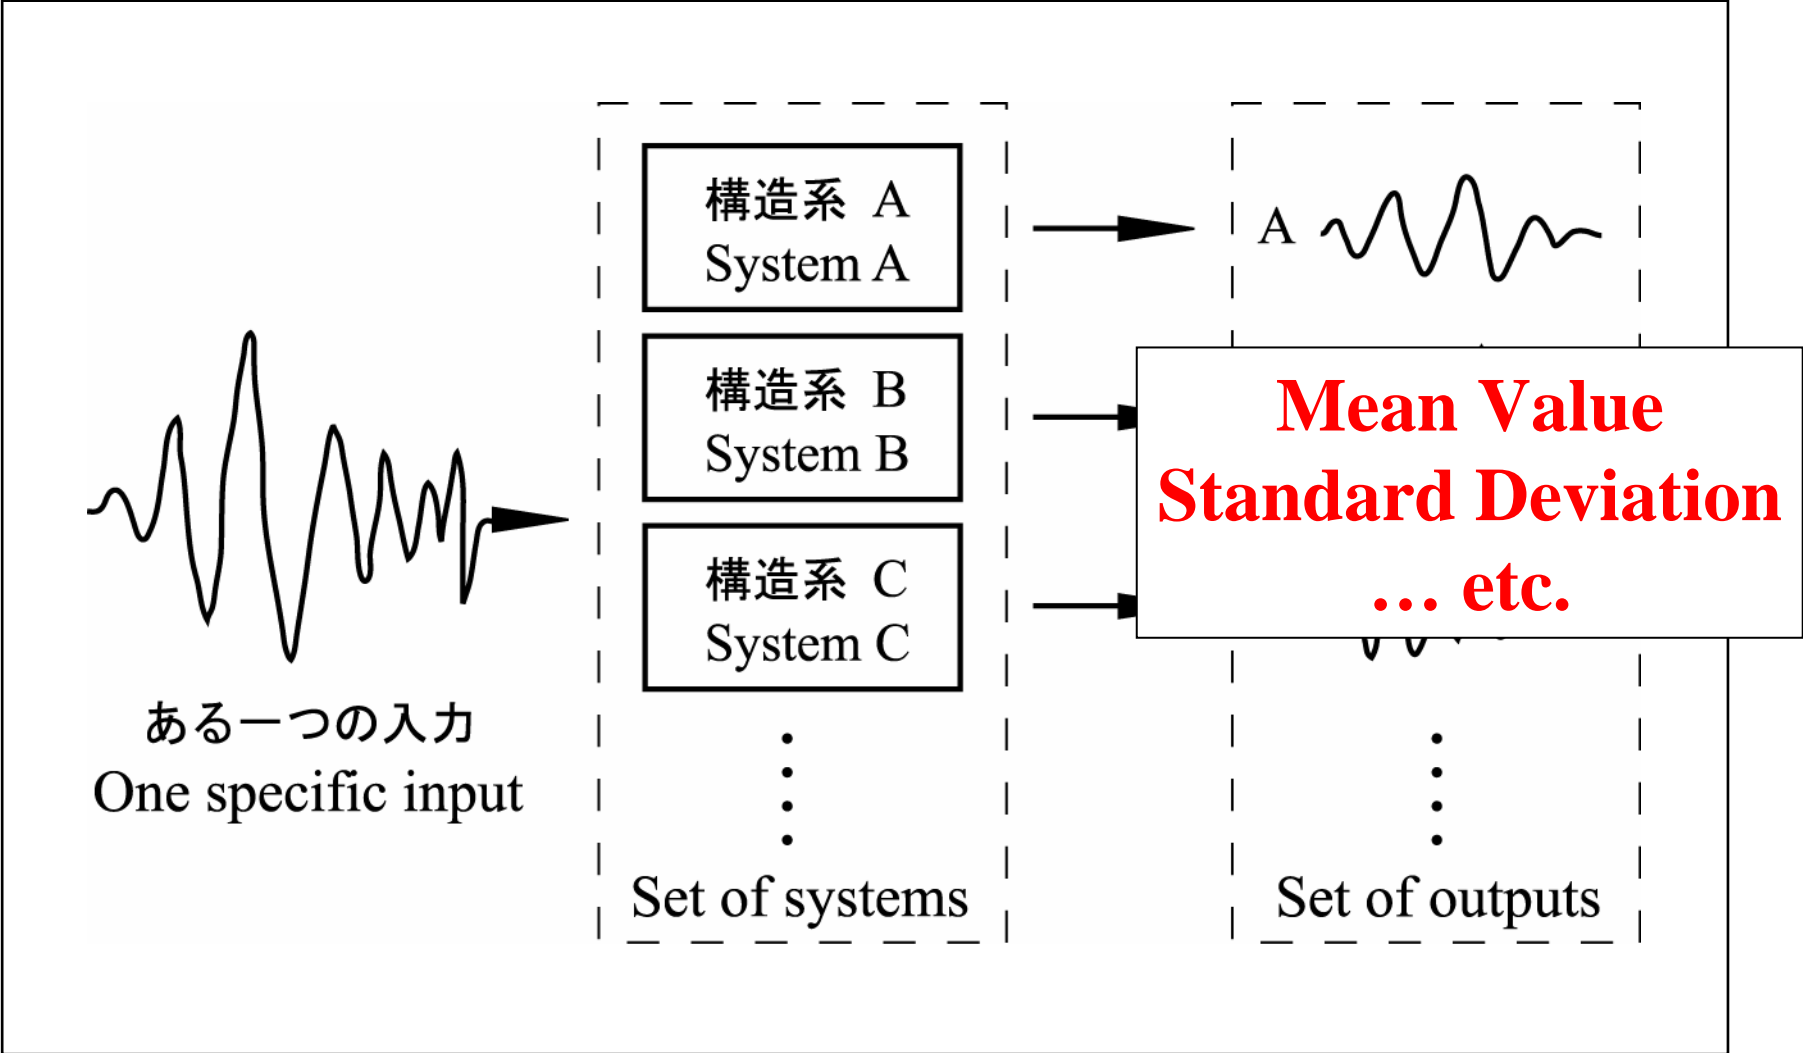 構造系 A
System A
A
構造系 B
System B
Mean Value
Standard Deviation
… etc.
構造系 C
System C
ある一つの入力
One specific input
Set of systems
Set of outputs